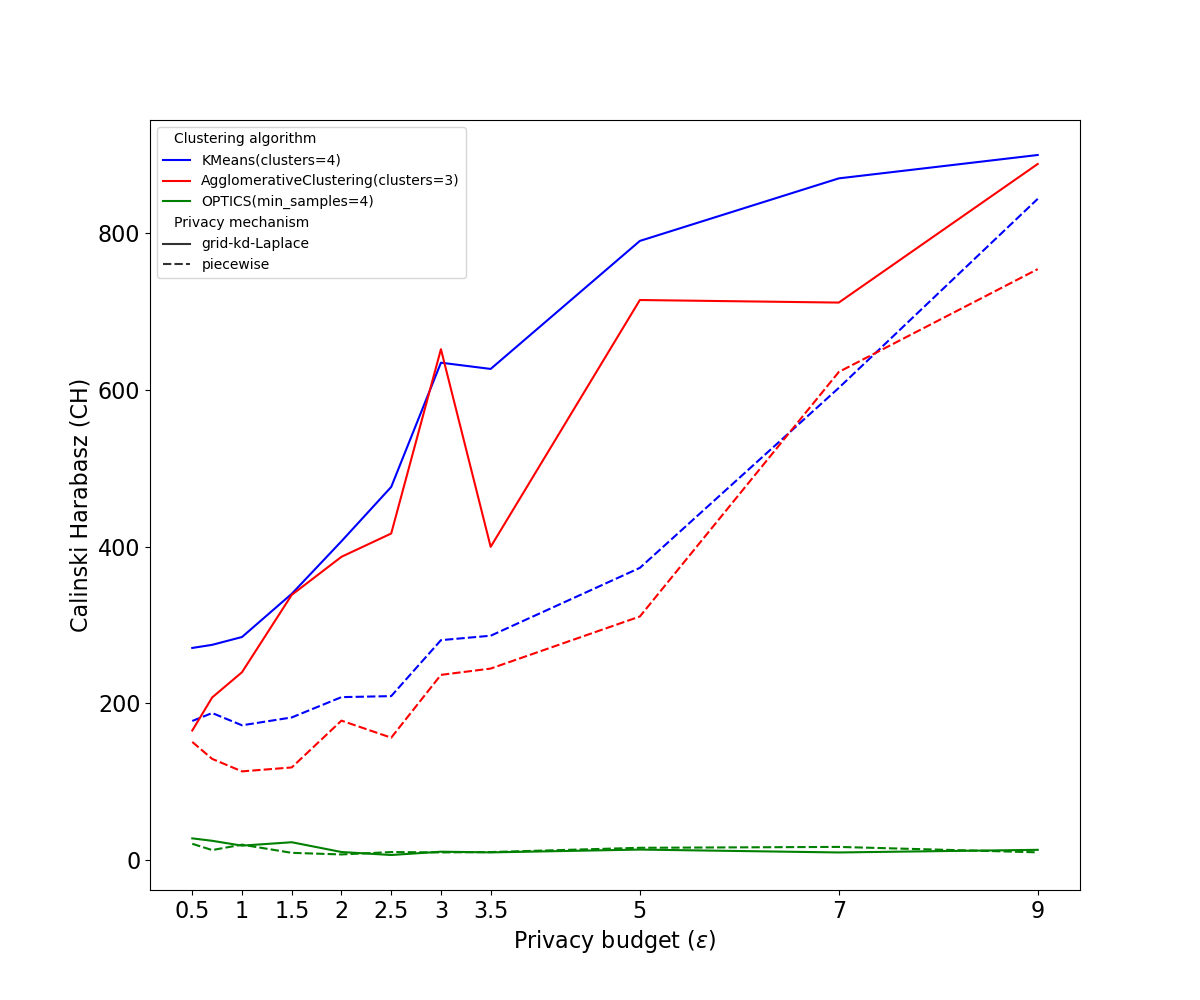 Clustering algorithm
KMeans(clusters=4)
AgglomerativeClustering(clusters=3)
OPTICS(min_samples=4)
Privacy mechanism
grid-kd-Laplace
piecewise
Calinski Harabasz (CH)
800
600
400
200
0
0.5 1 1.5 2 2.5 3 3.5 5 7 9
Privacy budget (ε)